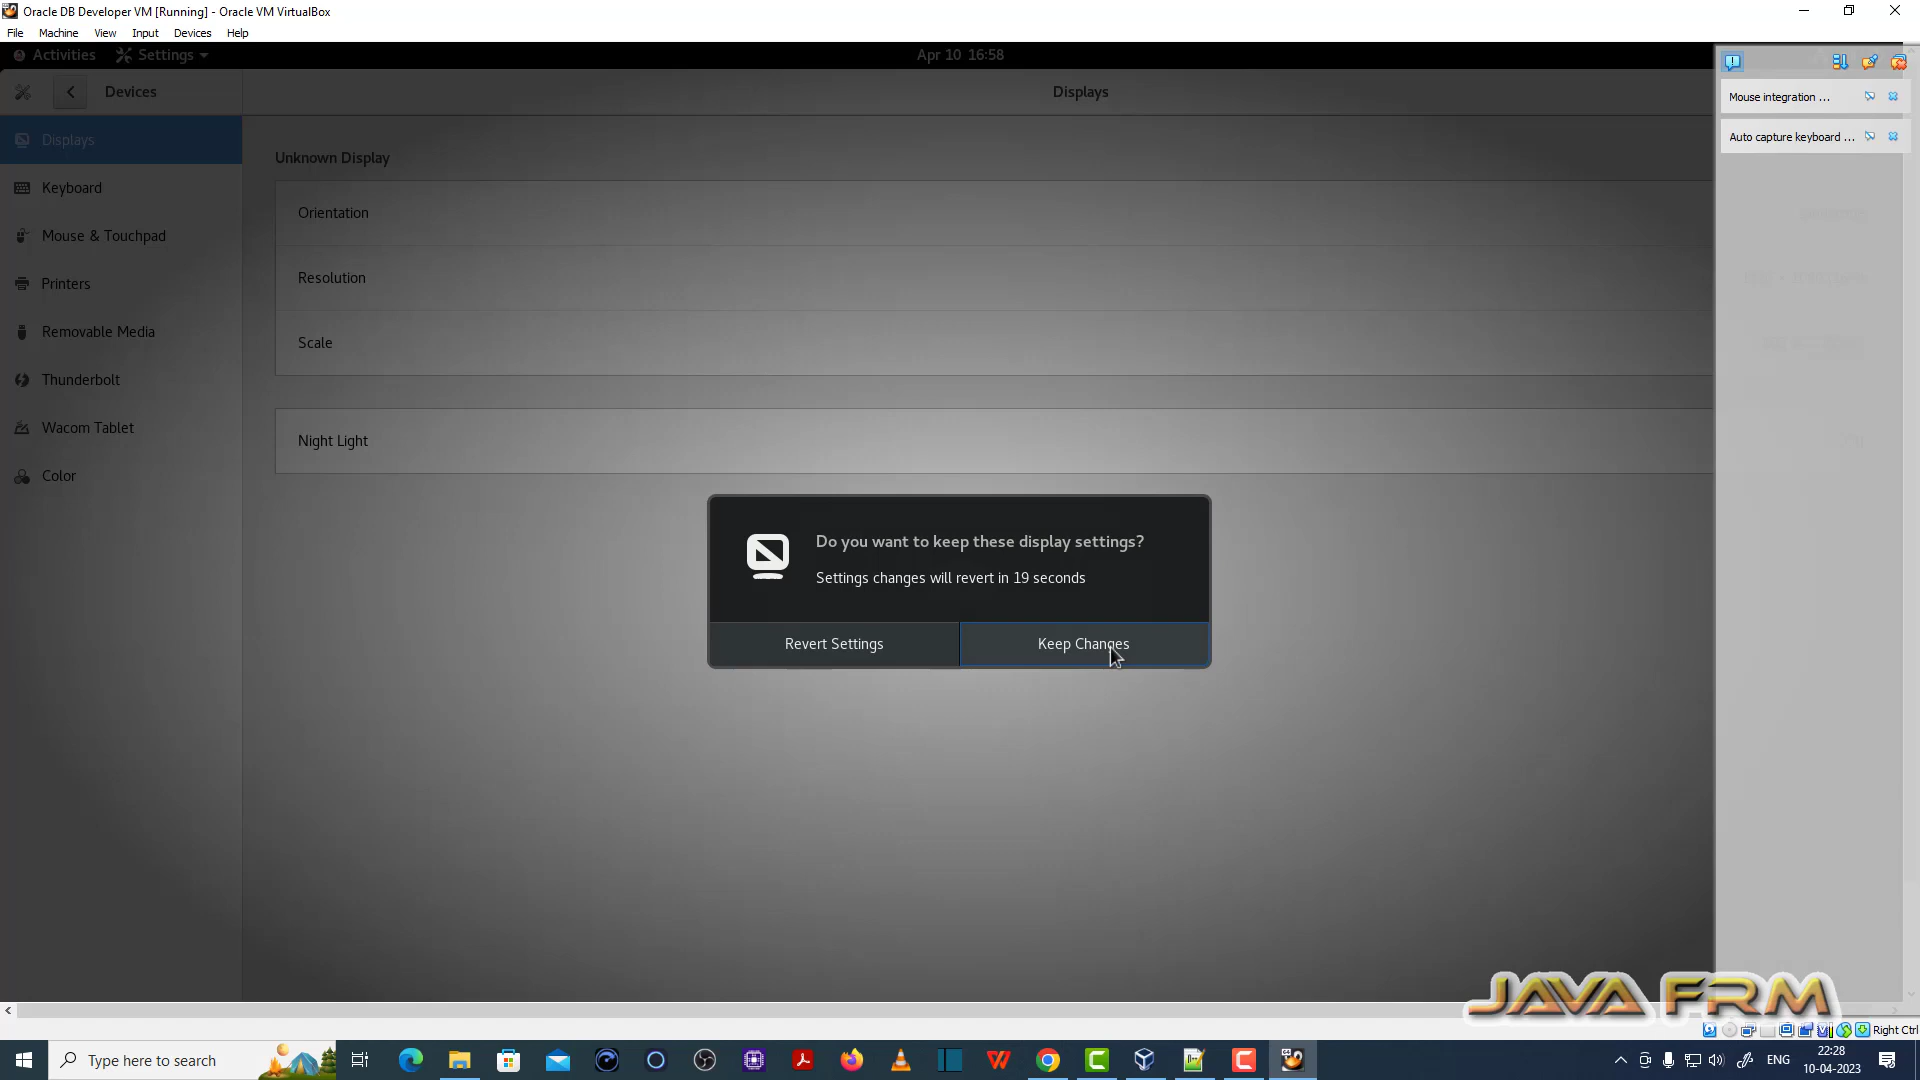 Oracle DB Developer VM [Running] - Oracle VM VirtualBox
File Machine View Input Devices Help
Activities Settings Apr 10 16:58
Devices Displays
Mouse integration ...
Auto capture keyboard ...
Displays
Keyboard
Mouse & Touchpad
Printers
Removable Media
Thunderbolt
Wacom Tablet
Color
Unknown Display
Orientation
Resolution
Scale
Night Light
Do you want to keep these display settings?
Settings changes will revert in 19 seconds
Revert Settings Keep Changes
JAVA FRM
Right Ctrl
Type here to search
ENG
22:28
10-04-2023